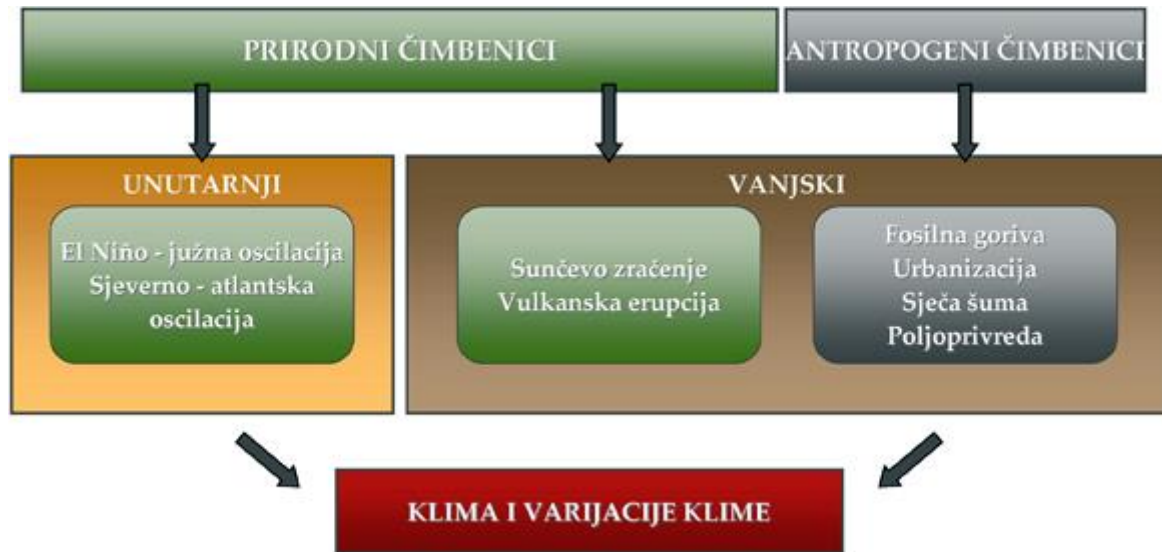 PRIRODNI ČIMBENICI
ANTROPOGENI ČIMBENICI
UNUTARNJI
El Niño - južna oscilacija
Sjeverno - atlantska
oscilacija
VANJSKI
Sunčevo zračenje
Vulkanska erupcija
Fosilna goriva
Urbanizacija
Sječa šuma
Poljoprivreda
KLIMA I VARIJACIJE KLIME